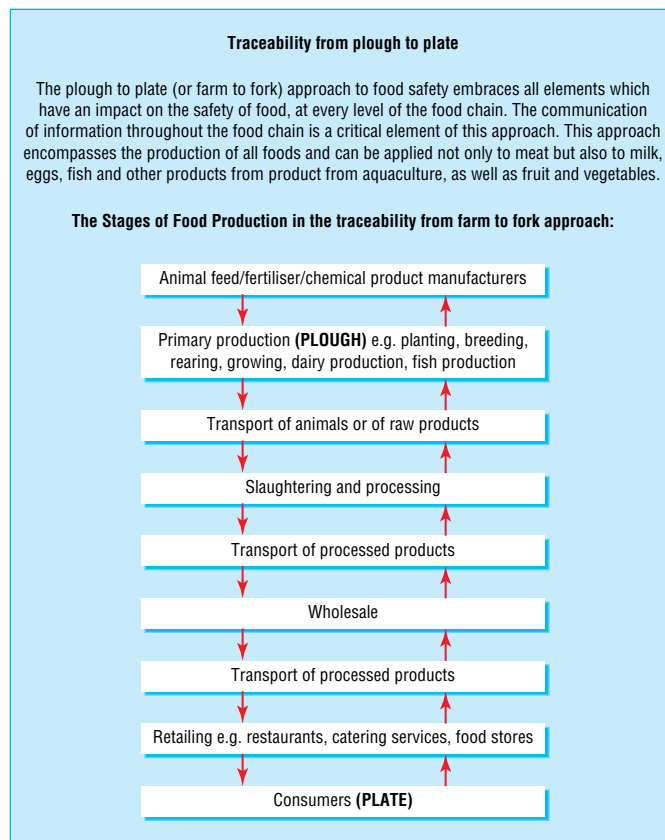 Traceability from plough to plate
The plough to plate (or farm to fork) approach to food safety embraces all elements which
have an impact on the safety of food, at every level of the food chain. The communication
of information throughout the food chain is a critical element of this approach. This approach
encompasses the production of all foods and can be applied not only to meat but also to milk,
eggs, fish and other products from product from aquaculture, as well as fruit and vegetables.
The Stages of Food Production in the traceability from farm to fork approach:
Animal feed/fertiliser/chemical product manufacturers
Primary production (PLOUGH) e.g. planting, breeding,
rearing, growing, dairy production, fish production
Transport of animals or of raw products
Slaughtering and processing
Transport of processed products
Wholesale
Transport of processed products
Retailing e.g. restaurants, catering services, food stores
Consumers (PLATE)